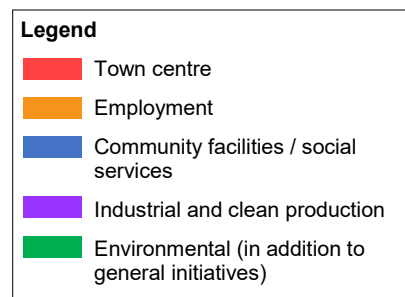 Legend
Town centre
Employment
Community facilities / social
services
Industrial and clean production
Environmental (in addition to
general initiatives)